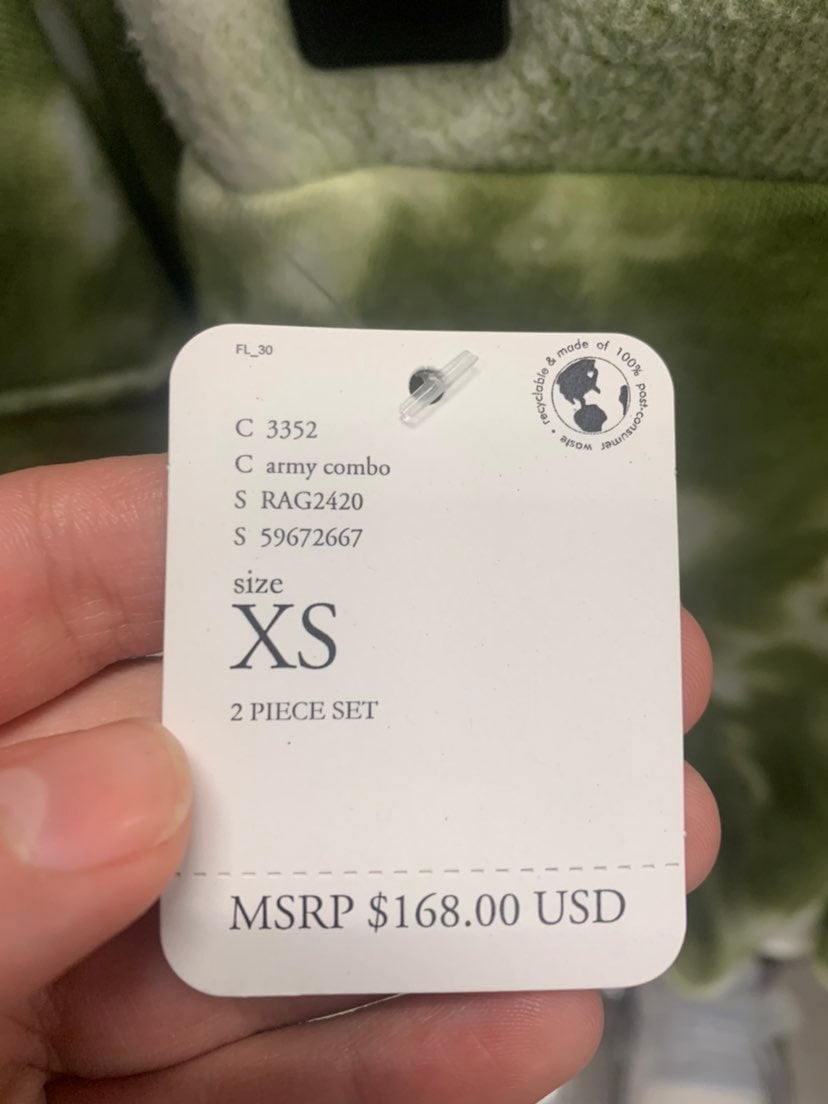 FL_30
recyclable & made of 100% post-consumer waste •
C 3352
C army combo
S RAG2420
S 59672667
size
XS
2 PIECE SET
MSRP $168.00 USD